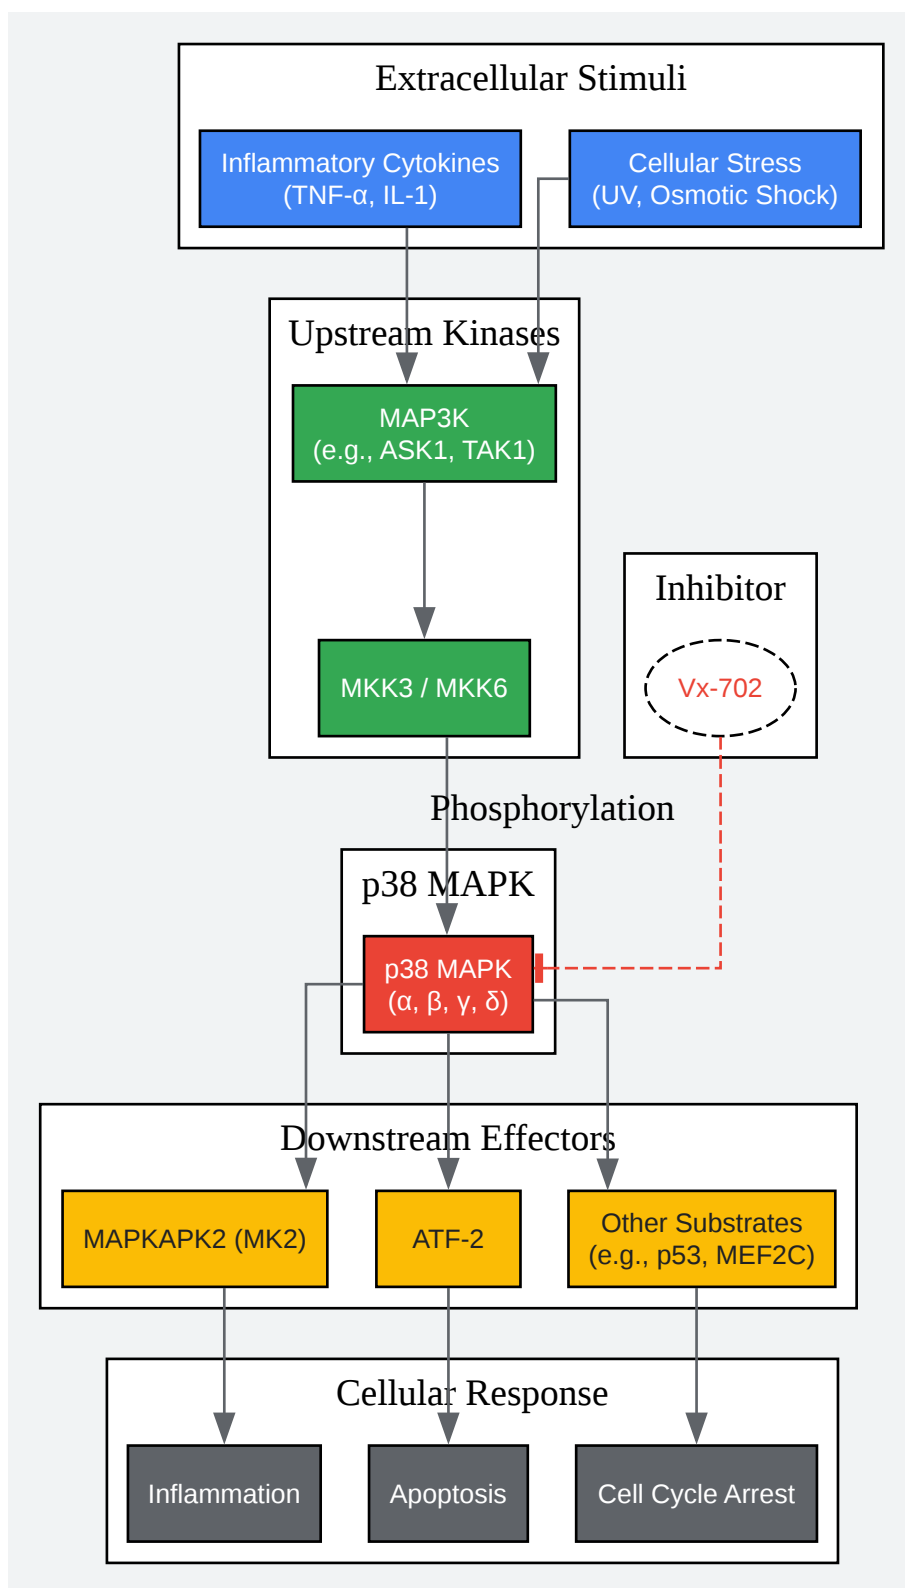 Extracellular Stimuli
Inflammatory Cytokines
(TNF-α, IL-1)
Cellular Stress
(UV, Osmotic Shock)
Upstream Kinases
MAP3K
(e.g., ASK1, TAK1)
Inhibitor
MKK3 / MKK6
Vx-702
Phosphorylation
p38 MAPK
p38 MAPK
(α, β, γ, δ)
Downstream Effectors
MAPKAPK2 (MK2)
ATF-2
Other Substrates
(e.g., p53, MEF2C)
Cellular Response
Inflammation
Apoptosis
Cell Cycle Arrest